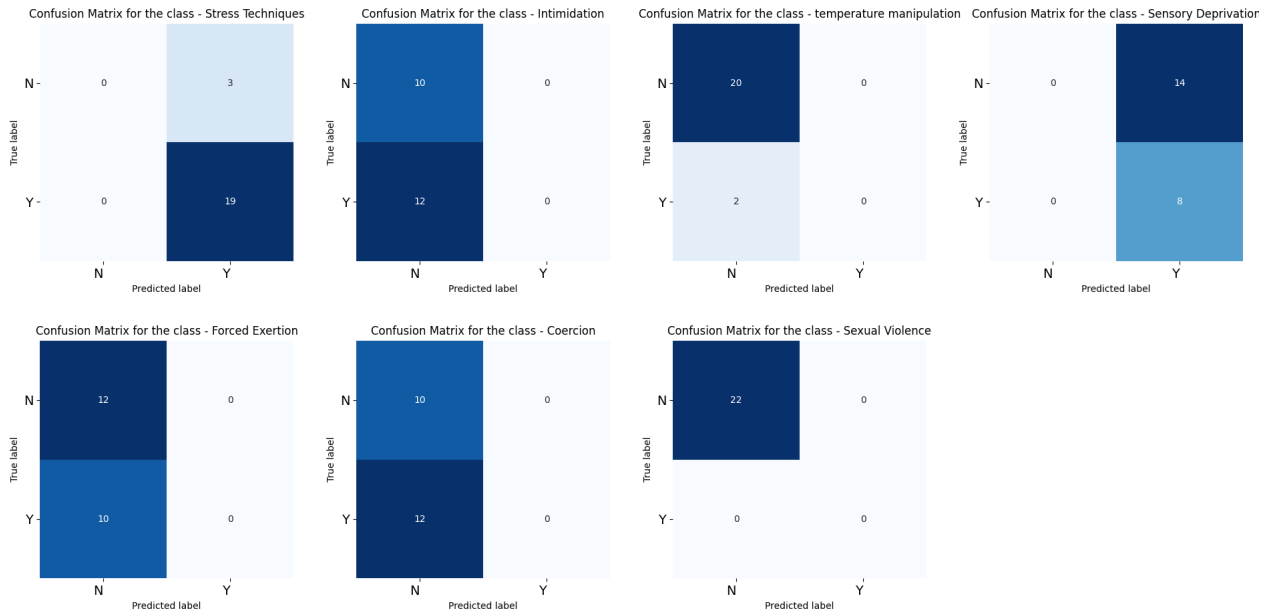 Confusion Matrix for the class - Stress Techniques
N
0
3
Y
0
19
N
Y
True label
Predicted label
Confusion Matrix for the class - Intimidation
N
10
0
Y
12
0
N
Y
True label
Predicted label
Confusion Matrix for the class - temperature manipulation
N
20
0
Y
2
0
N
Y
True label
Predicted label
Confusion Matrix for the class - Sensory Deprivation
N
0
14
Y
0
8
N
Y
True label
Predicted label
Confusion Matrix for the class - Forced Exertion
N
12
0
Y
10
0
N
Y
True label
Predicted label
Confusion Matrix for the class - Coercion
N
10
0
Y
12
0
N
Y
True label
Predicted label
Confusion Matrix for the class - Sexual Violence
N
22
0
Y
0
0
N
Y
True label
Predicted label